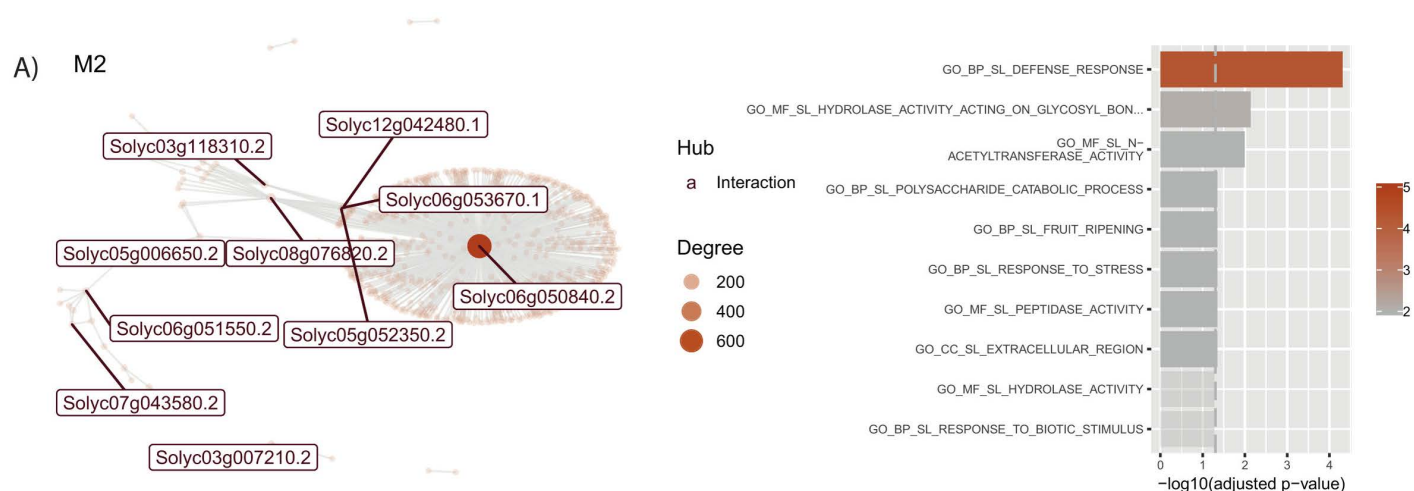 A)
M2
Solyc12g042480.1
Solyc03g118310.2
Solyc06g053670.1
Solyc05g006650.2
Solyc08g076820.2
Solyc06g050840.2
Solyc06g051550.2
Solyc05g052350.2
Solyc07g043580.2
Solyc03g007210.2
Hub
a Interaction
Degree
200
400
600
GO_BP_SL_DEFENSE_RESPONSE
GO_MF_SL_HYDROLASE_ACTIVITY_ACTING_ON_GLYCOSYL_BON...
GO_MF_SL_N−
ACETYLTRANSFERASE_ACTIVITY
GO_BP_SL_POLYSACCHARIDE_CATABOLIC_PROCESS
GO_BP_SL_FRUIT_RIPENING
GO_BP_SL_RESPONSE_TO_STRESS
GO_MF_SL_PEPTIDASE_ACTIVITY
GO_CC_SL_EXTRACELLULAR_REGION
GO_MF_SL_HYDROLASE_ACTIVITY
GO_BP_SL_RESPONSE_TO_BIOTIC_STIMULUS
0 1 2 3 4
−log10(adjusted p−value)
5
4
3
2